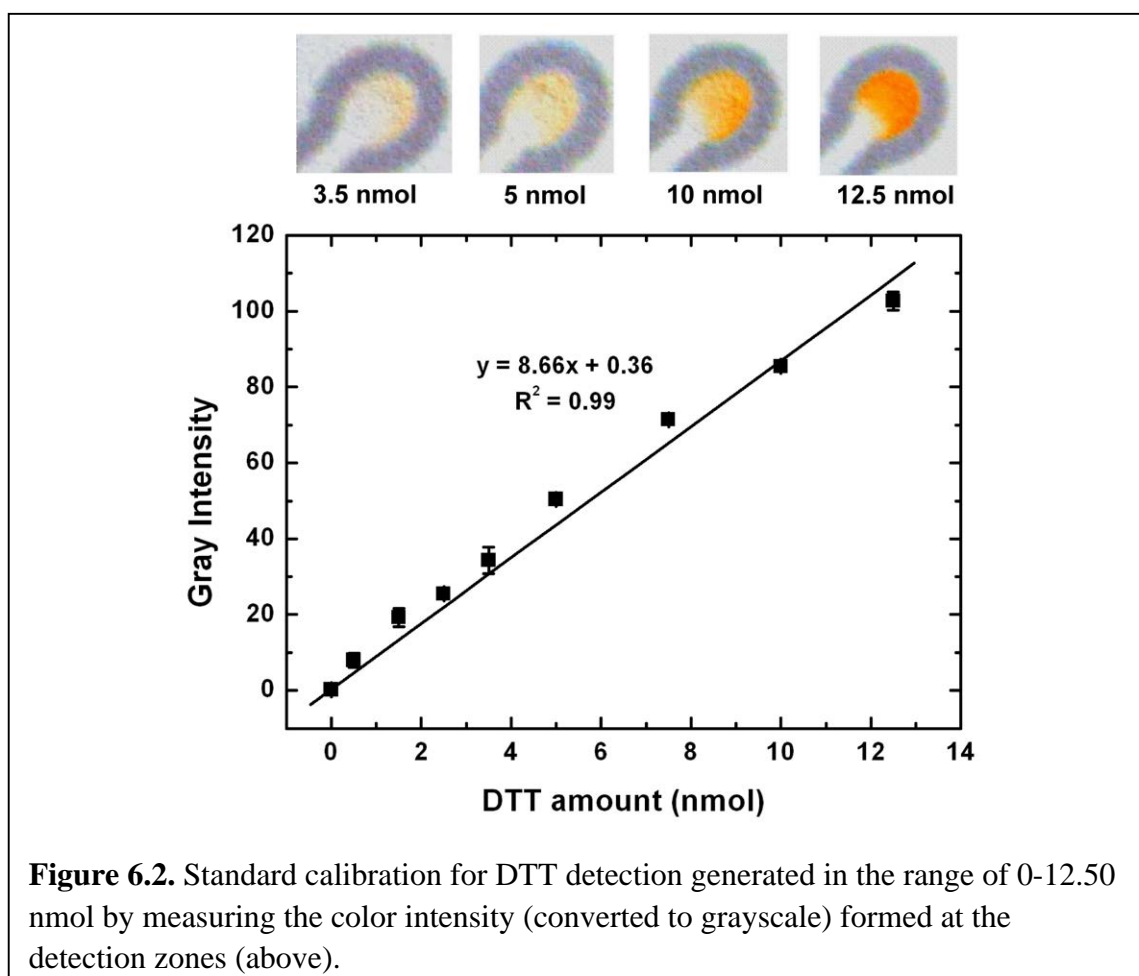 3.5 nmol 5 nmol 10 nmol 12.5 nmol
120
100
80
60
40
20
0
Gray Intensity
y = 8.66x + 0.36
R² = 0.99
0 2 4 6 8 10 12 14
DTT amount (nmol)
Figure 6.2. Standard calibration for DTT detection generated in the range of 0-12.50
nmol by measuring the color intensity (converted to grayscale) formed at the
detection zones (above).